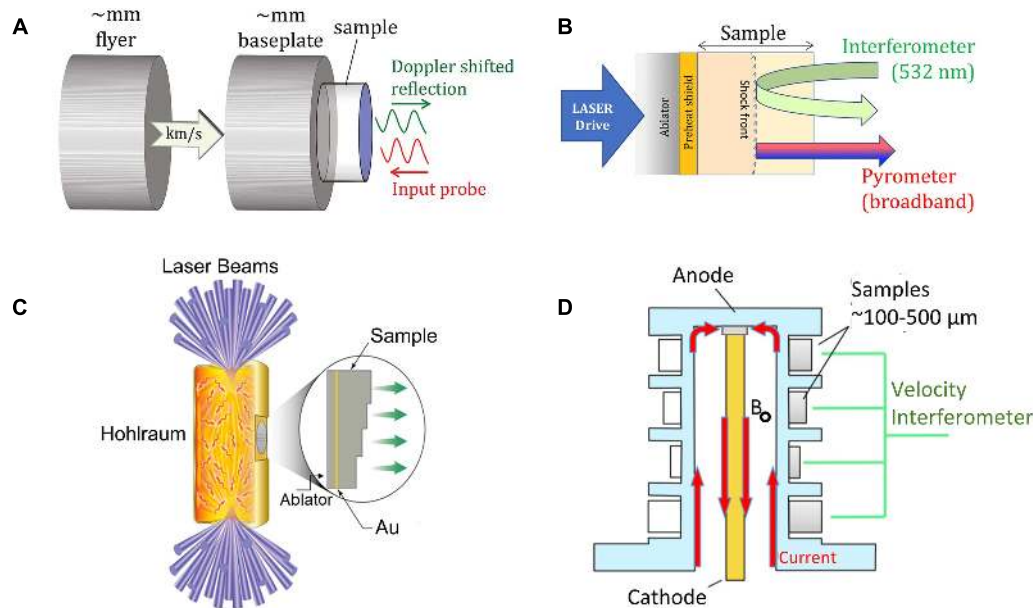 A
~mm
flyer
~mm
baseplate
sample
Doppler shifted
reflection
km/s
Input probe
B
Sample
Interferometer
(532 nm)
LASER
Drive
Ablator
Preheat shield
Shock front
Pyrometer
(broadband)
C
Laser Beams
Sample
Hohlraum
Ablator
Au
D
Anode
Samples
~100-500 μm
B
Velocity
Interferometer
Current
Cathode